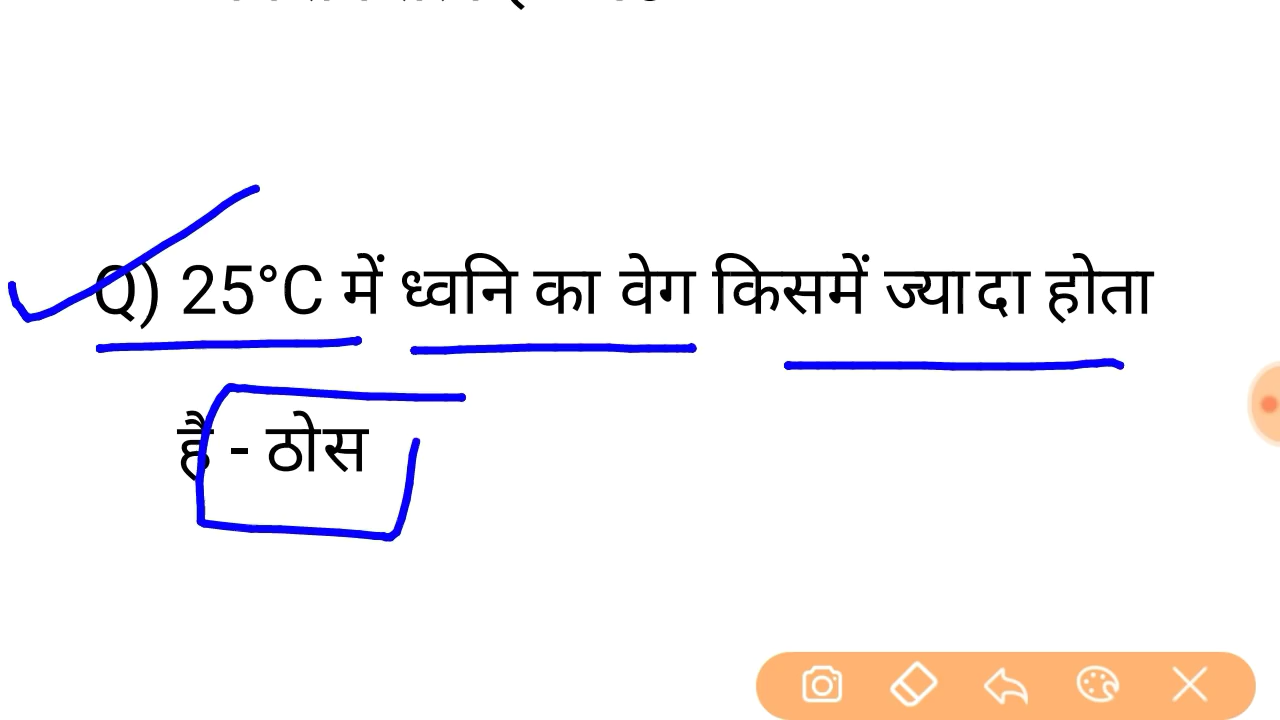 Q) 25°C में ध्वनि का वेग किसमें ज्यादा होता
है - ठोस